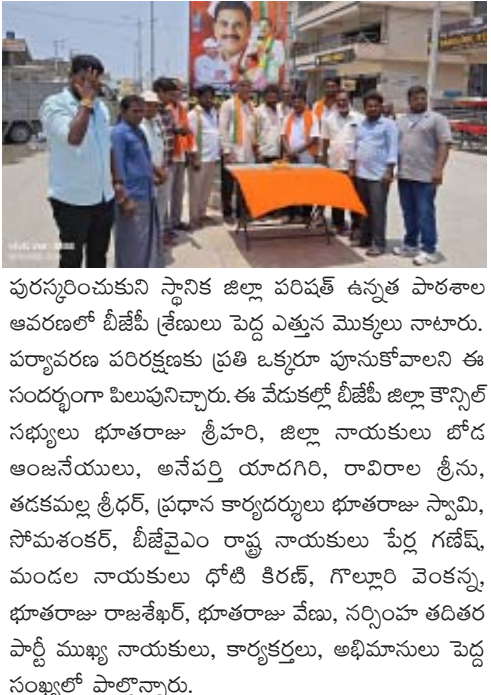 పురస్కరించుకుని స్థానిక జిల్లా పరిషత్ ఉన్నత పాఠశాల
ఆవరణలో బీజేపీ శ్రేణులు పెద్ద ఎత్తున మొక్కలు నాటారు.
పర్యావరణ పరిరక్షణకు ప్రతి ఒక్కరూ పూనుకోవాలని ఈ
సందర్భంగా పిలుపునిచ్చారు. ఈ వేడుకల్లో బీజేపీ జిల్లా కౌన్సిల్
సభ్యులు భూతరాజు శ్రీహరి, జిల్లా నాయకులు బోడ
ఆంజనేయులు, అనేపర్తి యాదగిరి, రావిరాల శ్రీను,
తడకమల్ల శ్రీధర్, ప్రధాన కార్యదర్శులు భూతరాజు స్వామి,
సోమశంకర్, బీజేవైఎం రాష్ట్ర నాయకులు పేర్ల గణేష్,
మండల నాయకులు ధోటి కిరణ్, గొల్లూరి వెంకన్న,
భూతరాజు రాజశేఖర్, భూతరాజు వేణు, నర్సింహ తదితర
పార్టీ ముఖ్య నాయకులు, కార్యకర్తలు, అభిమానులు పెద్ద
సంఖ్యలో పాల్గొన్నారు.